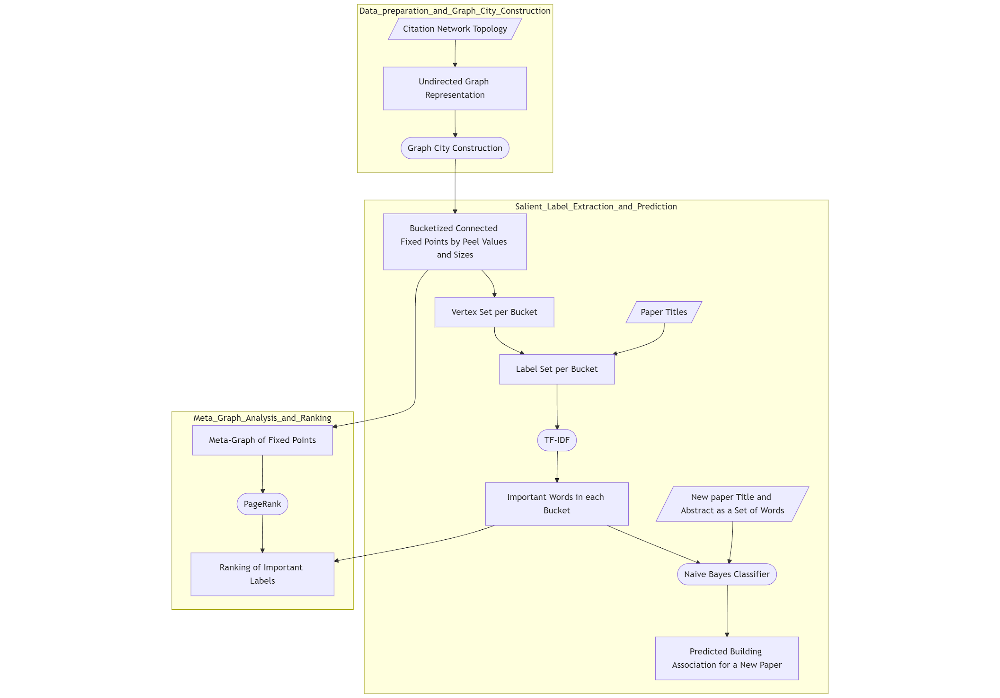 Data_preparation_and_Graph_City_Construction
Citation Network Topology
Undirected Graph
Representation
Graph City Construction
Salient_Label_Extraction_and_Prediction
Bucketized Connected
Fixed Points by Peel Values
and Sizes
Vertex Set per Bucket
Paper Titles
Label Set per Bucket
Meta_Graph_Analysis_and_Ranking
Meta-Graph of Fixed Points
TF-IDF
PageRank
Important Words in each
Bucket
New paper Title and
Abstract as a Set of Words
Ranking of Important
Labels
Naive Bayes Classifier
Predicted Building
Association for a New Paper